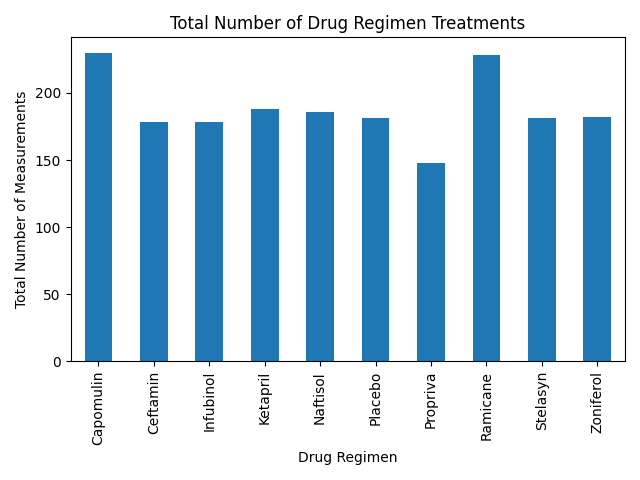 Total Number of Drug Regimen Treatments
Total Number of Measurements
200
150
100
50
0
Capomulin
Ceftamin
Infubinol
Ketapril
Naftisol
Placebo
Propriva
Ramicane
Stelasyn
Zoniferol
Drug Regimen